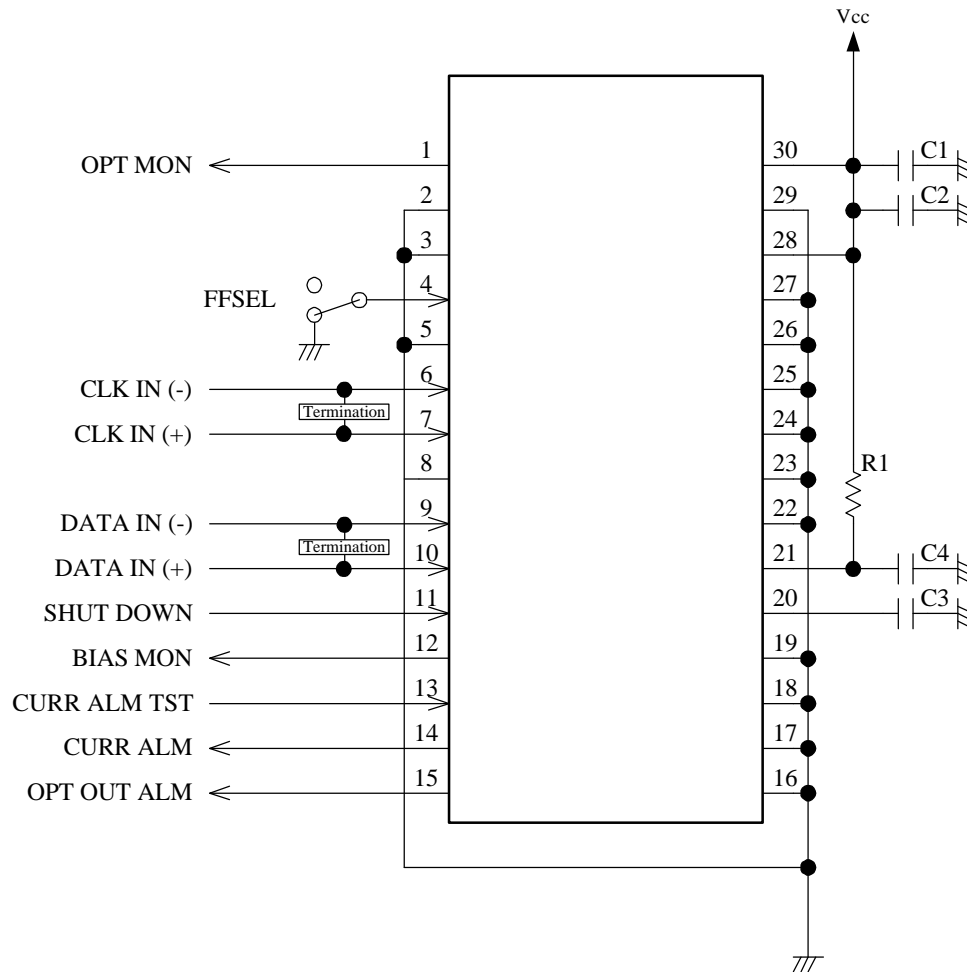 Vcc
OPT MON 1 30 C1
2 29 C2
3 28
FFSEL 4 27
5 26
CLK IN (-) 6 25
Termination
CLK IN (+) 7 24
8 23 R1
DATA IN (-) 9 22
Termination
DATA IN (+) 10 21 C4
SHUT DOWN 11 20 C3
BIAS MON 12 19
CURR ALM TST 13 18
CURR ALM 14 17
OPT OUT ALM 15 16